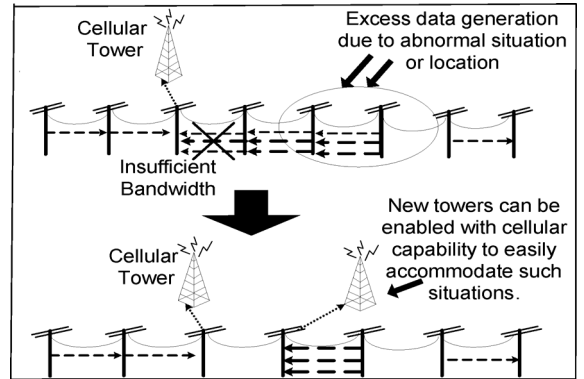 Cellular
Tower
Excess data generation
due to abnormal situation
or location
Insufficient
Bandwidth
Cellular
Tower
New towers can be
enabled with cellular
capability to easily
accommodate such
situations.